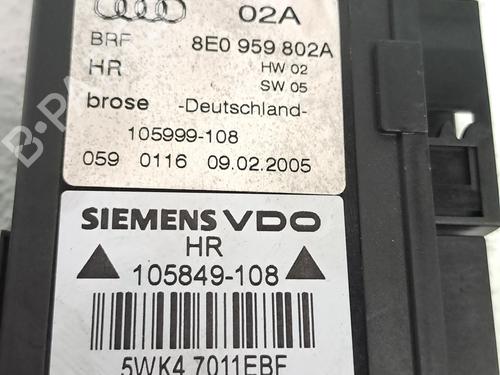 02A
BRF 8E0 959 802A
HR HW 02
SW 05
brose -Deutschland-
105999-108
059 0116 09.02.2005
SIEMENS VDO
HR
105849-108
5WK4 7011EBF